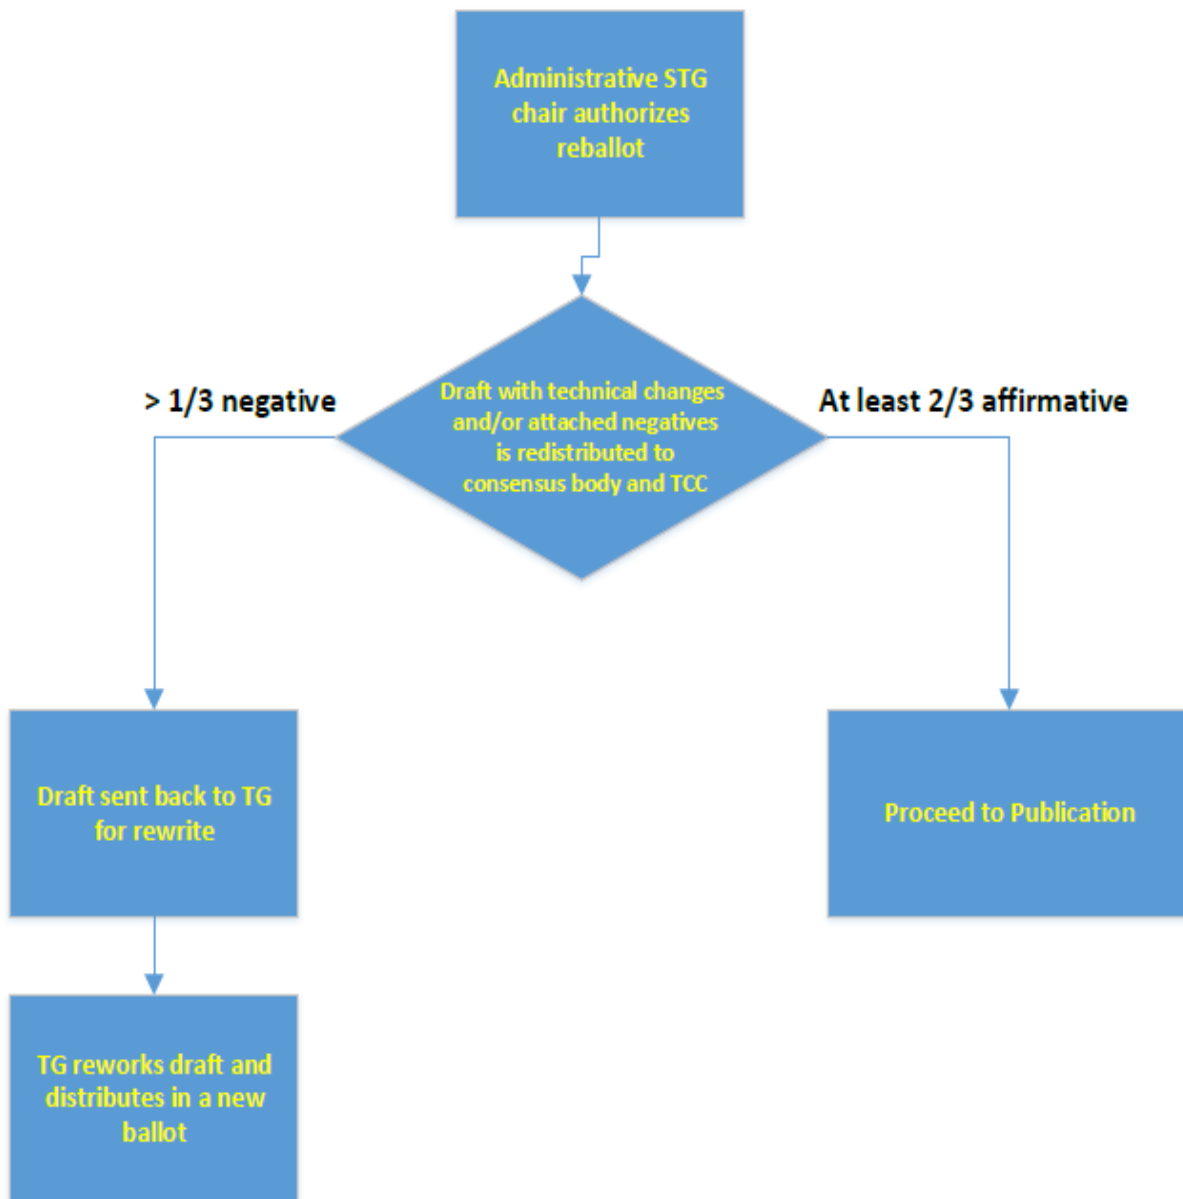 Administrative STG
chair authorizes
reballot
> 1/3 negative
Draft with technical changes
and/or attached negatives
is redistributed to
consensus body and TCC
At least 2/3 affirmative
Draft sent back to TG
for rewrite
Proceed to Publication
TG reworks draft and
distributes in a new
ballot